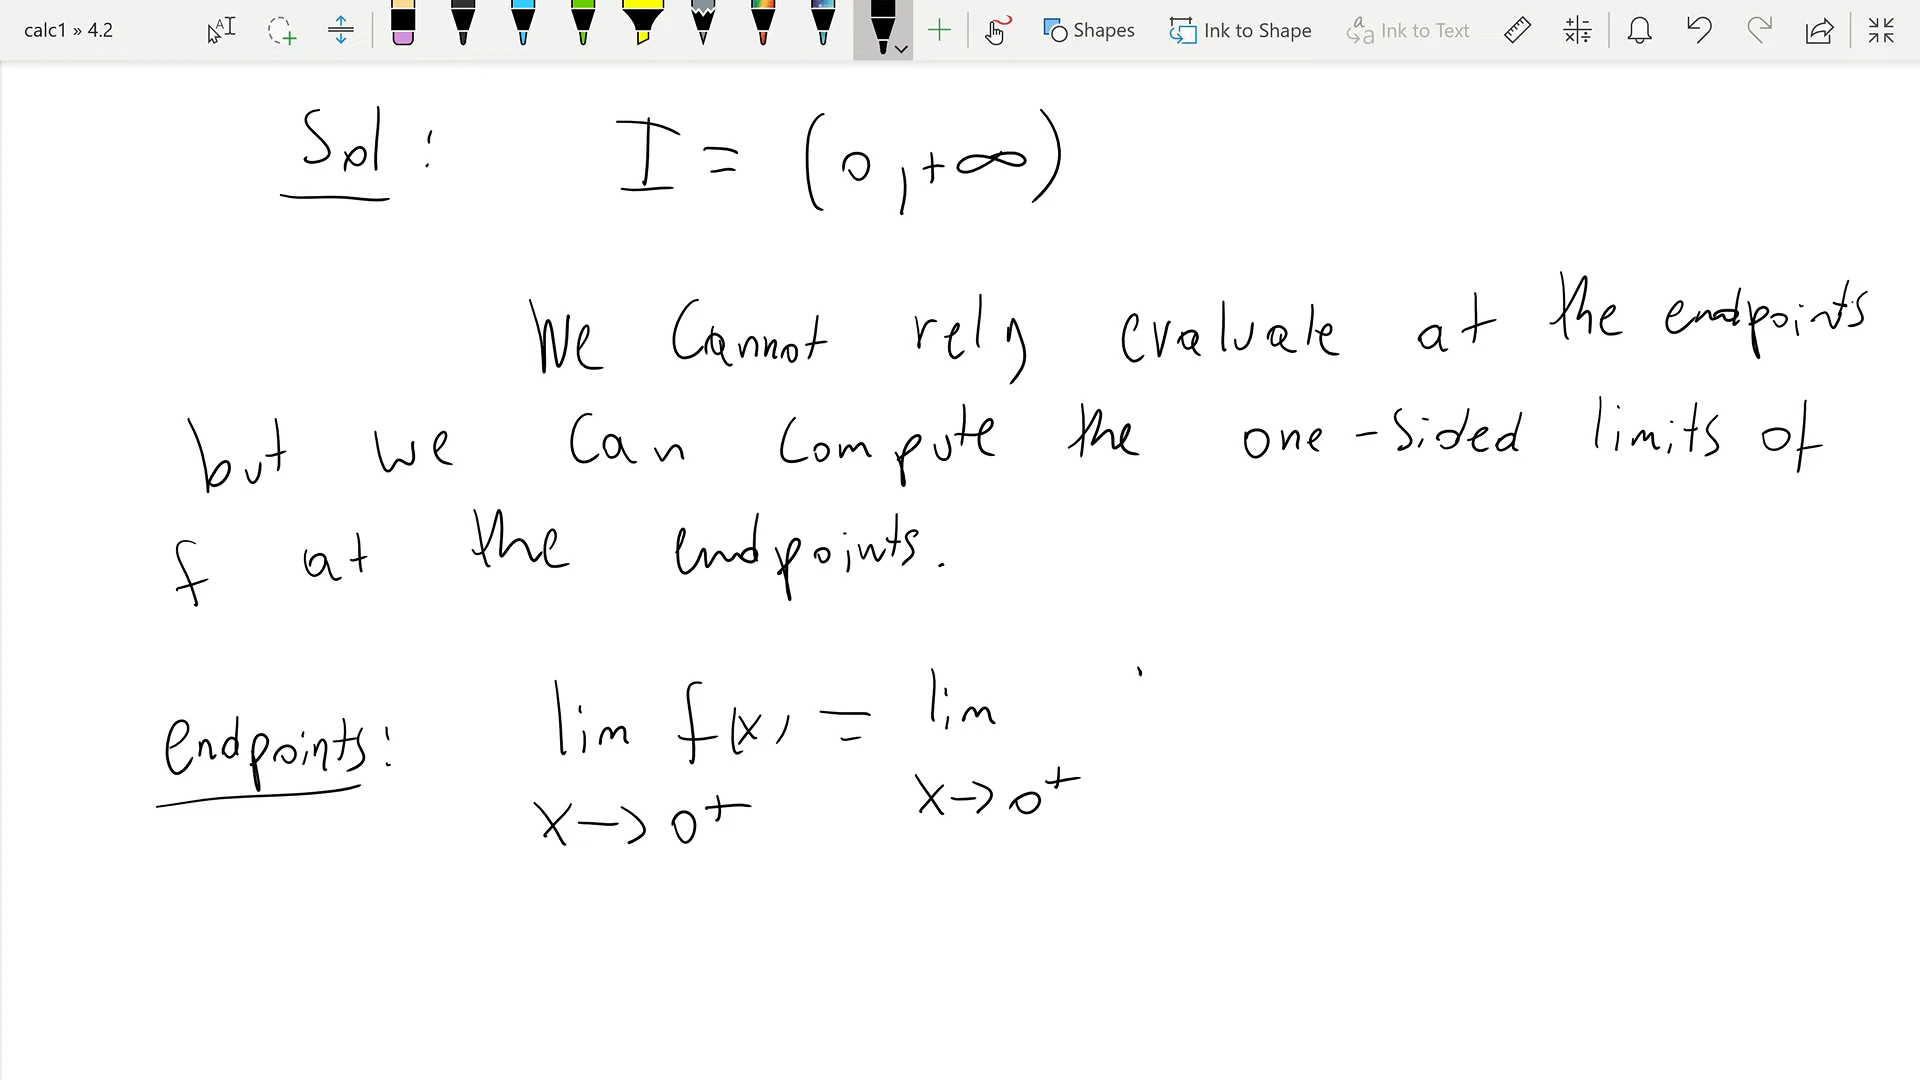 calc1 » 4.2 Shapes Ink to Shape Ink to Text
Sol : I = (0, +∞)
We Cannot rely evaluate at the endpoints
but we Can compute the one-sided limits of
f at the endpoints.
endpoints: lim f(x) = lim
x→0+ x→0+